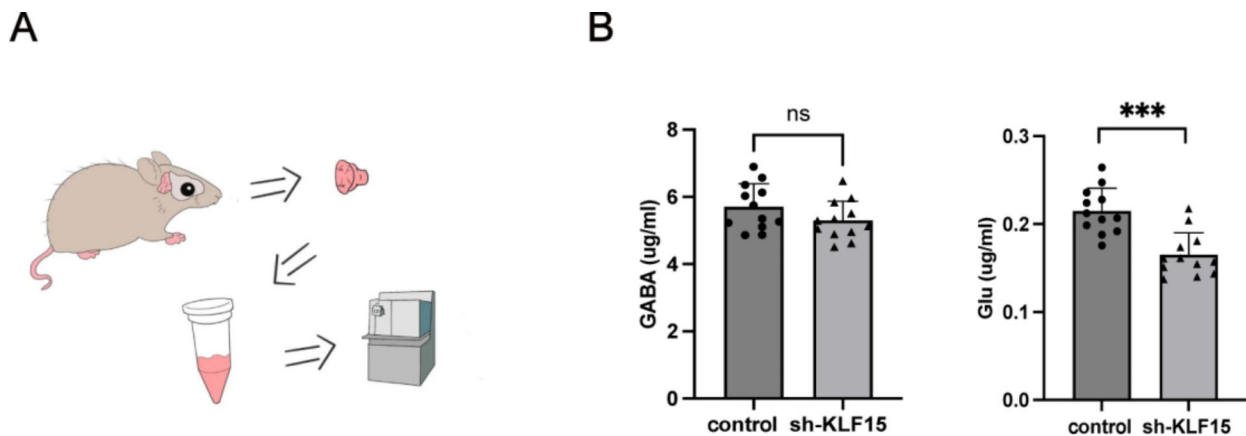 A
B
ns
8
6
4
2
0
GABA (ug/ml)
control sh-KLF15
***
0.3
0.2
0.1
0.0
Glu (ug/ml)
control sh-KLF15